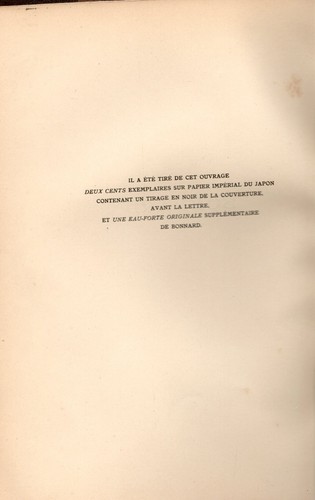 IL A ÉTÉ TIRÉ DE CET OUVRAGE
DEUX CENTS EXEMPLAIRES SUR PAPIER IMPÉRIAL DU JAPON
CONTENANT UN TIRAGE EN NOIR DE LA COUVERTURE,
AVANT LA LETTRE,
ET UNE EAU-FORTE ORIGINALE SUPPLÉMENTAIRE
DE BONNARD.